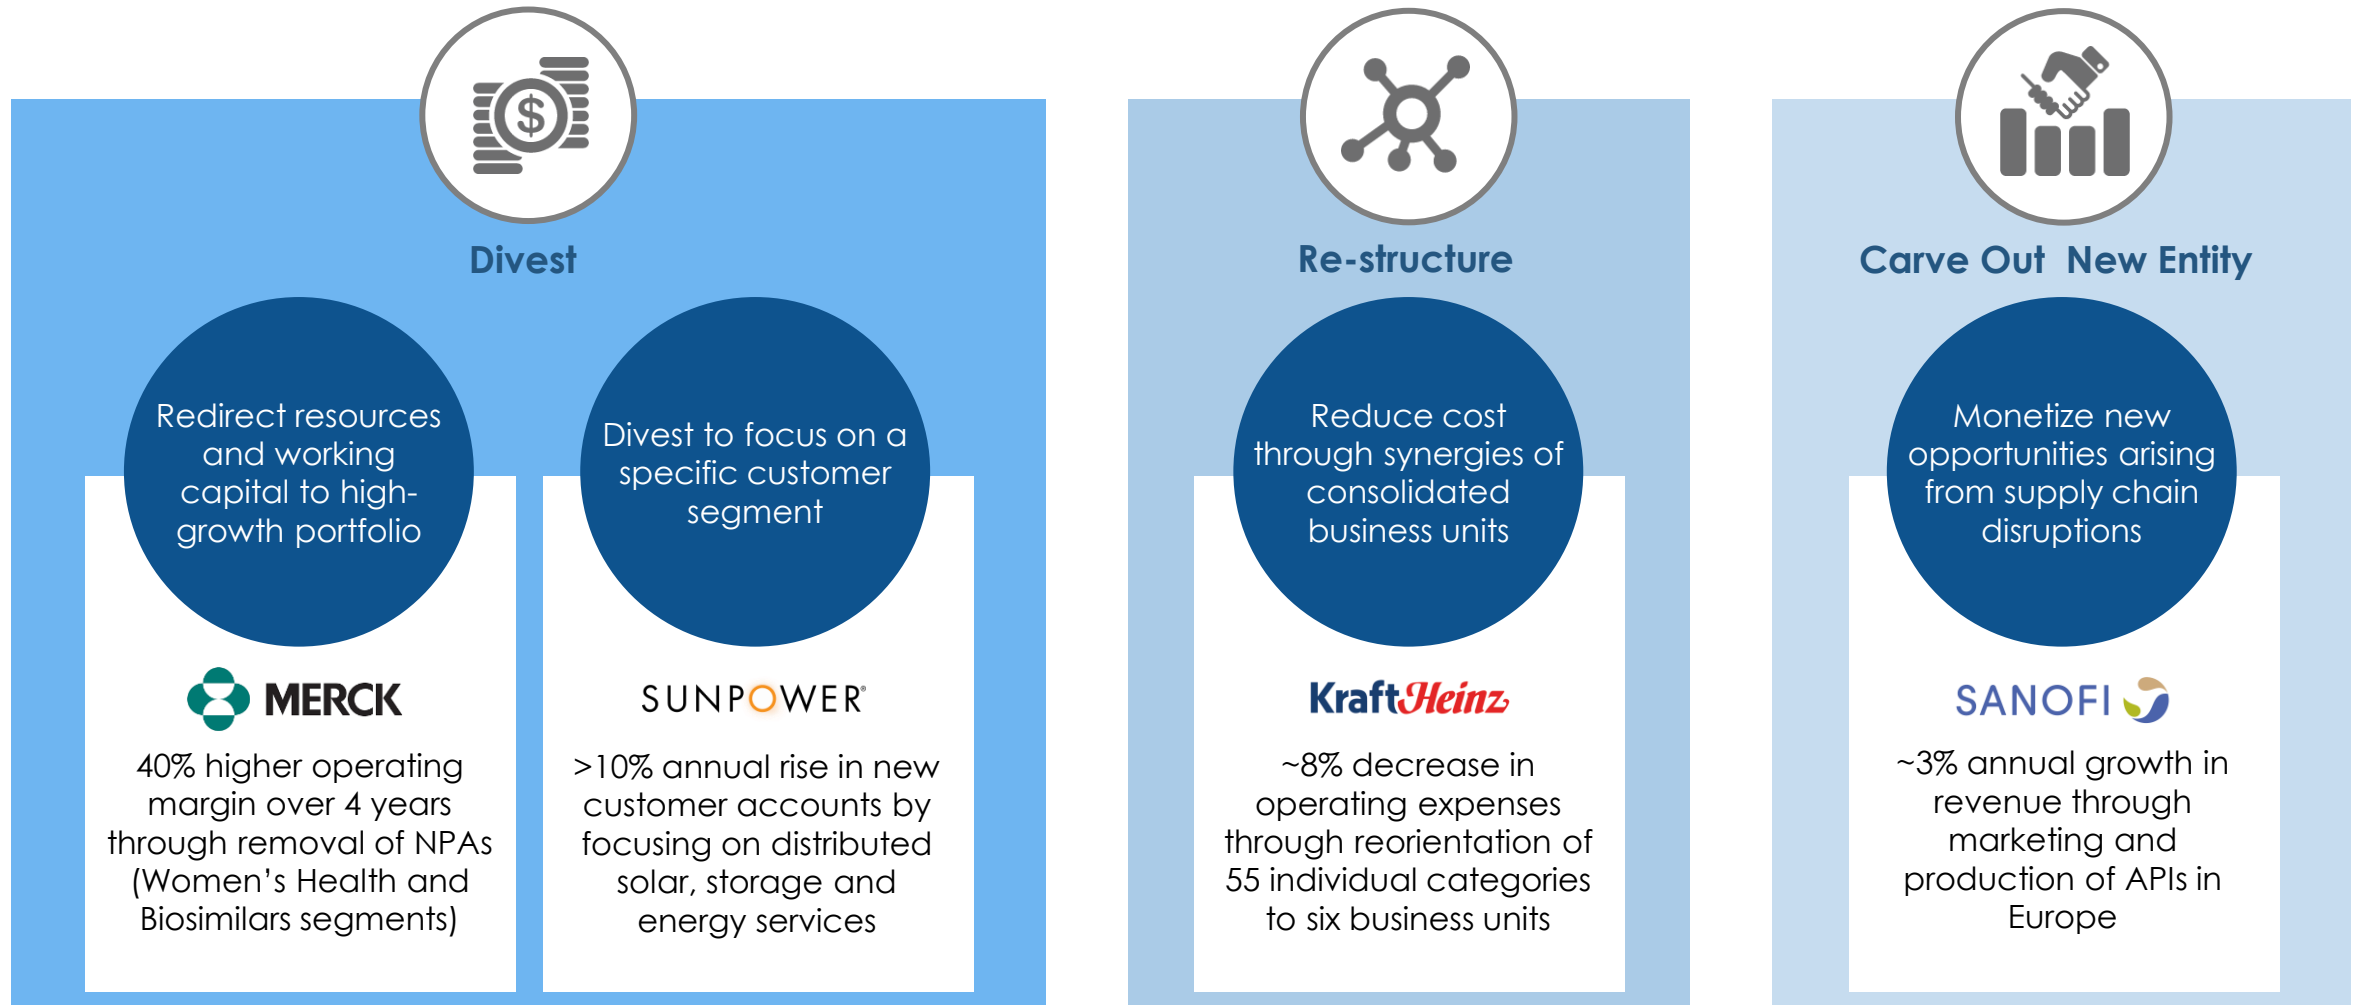 $
Divest
Redirect resources
and working
capital to high-
growth portfolio
MERCK
40% higher operating
margin over 4 years
through removal of NPAs
(Women’s Health and
Biosimilars segments)
Divest to focus on a
specific customer
segment
SUNPOWER®
>10% annual rise in new
customer accounts by
focusing on distributed
solar, storage and
energy services
Re-structure
Reduce cost
through synergies of
consolidated
business units
KraftHeinz
~8% decrease in
operating expenses
through reorientation of
55 individual categories
to six business units
Carve Out  New Entity
Monetize new
opportunities arising
from supply chain
disruptions
SANOFI
~3% annual growth in
revenue through
marketing and
production of APIs in
Europe